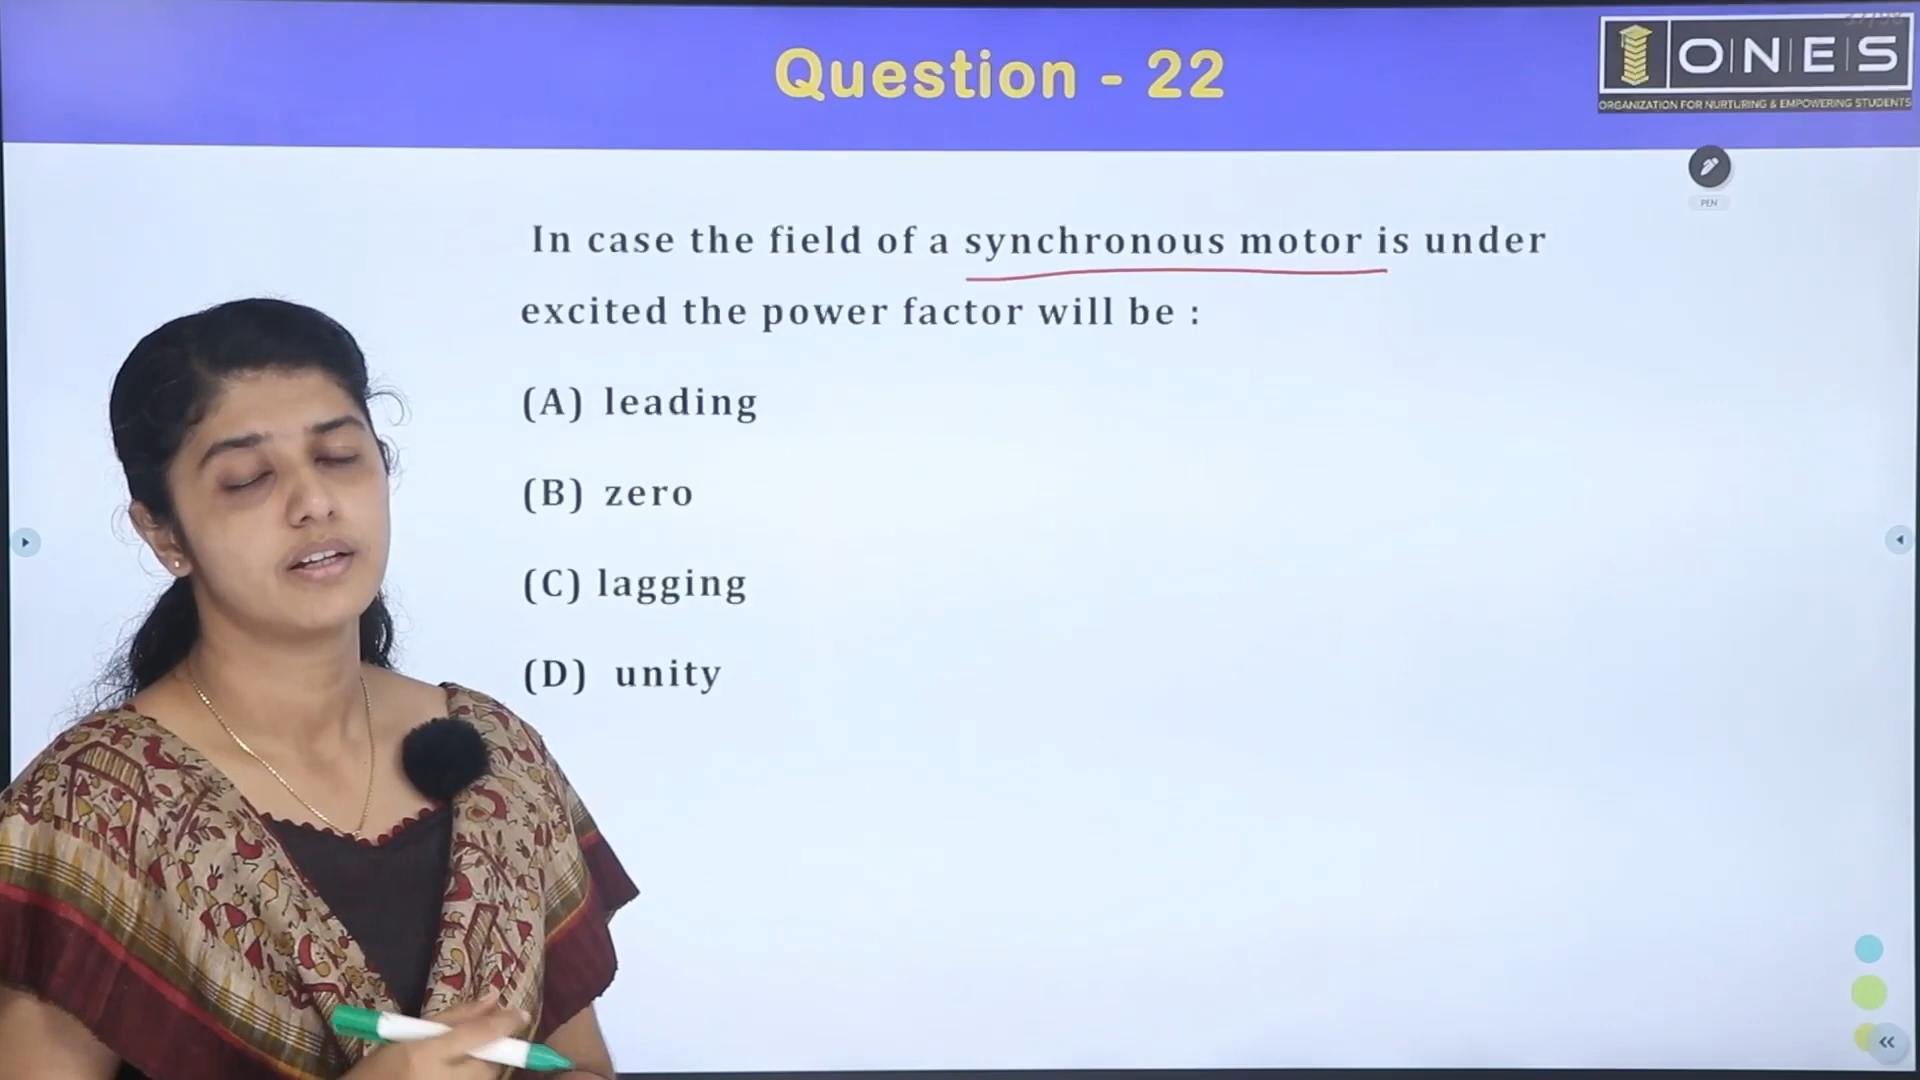 Question - 22
O|N|E|S
ORGANIZATION FOR NURTURING & EMPOWERING STUDENTS
PEN
In case the field of a synchronous motor is under
excited the power factor will be :
(A) leading
(B) zero
(C) lagging
(D) unity